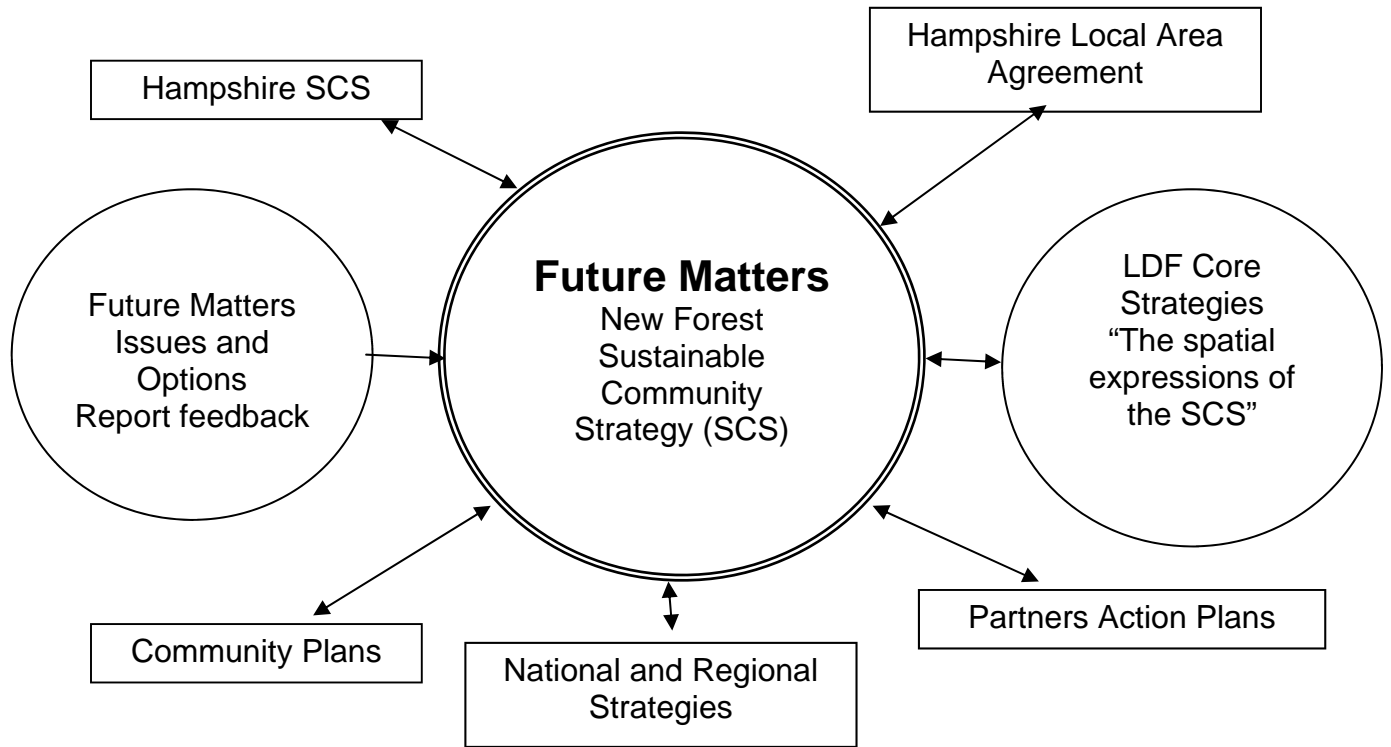 Hampshire Local Area
Agreement
Hampshire SCS
Future Matters
Issues and
Options
Report feedback
Future Matters
New Forest
Sustainable
Community
Strategy (SCS)
LDF Core
Strategies
“The spatial
expressions of
the SCS”
Community Plans
National and Regional
Strategies
Partners Action Plans